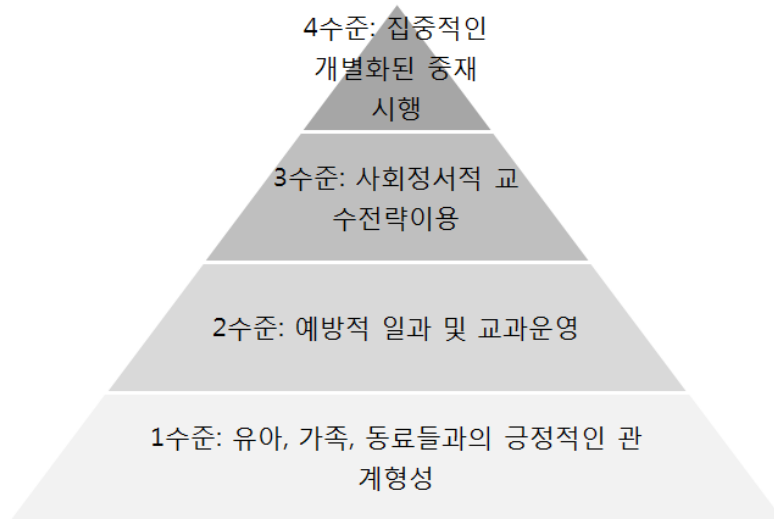 4수준: 집중적인
개별화된 중재
시행
3수준: 사회정서적 교
수전략이용
2수준: 예방적 일과 및 교과운영
1수준: 유아, 가족, 동료들과의 긍정적인 관
계형성